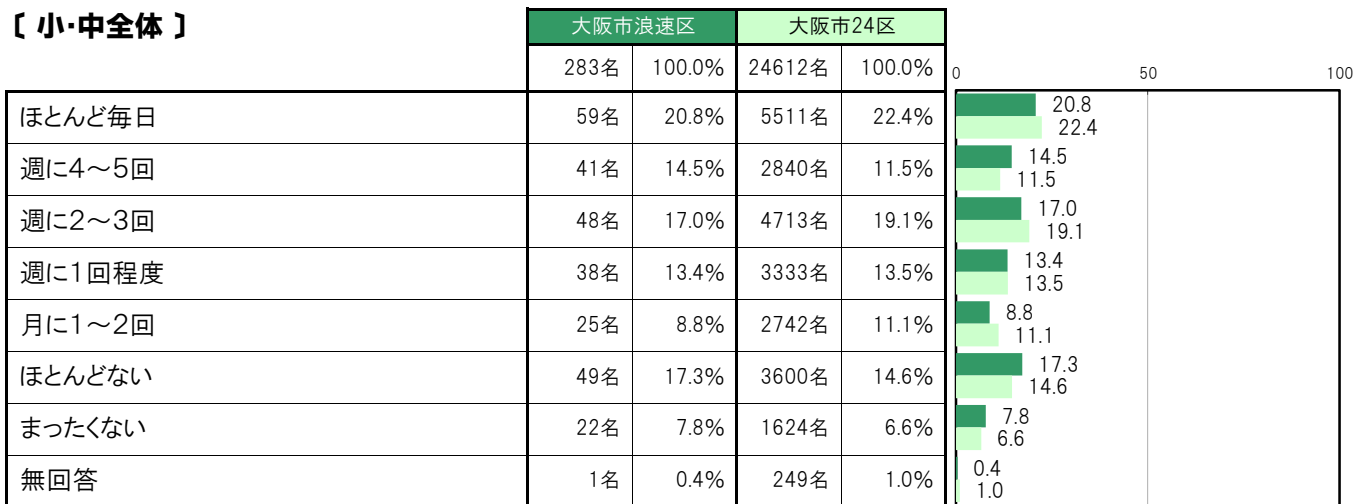 〔 小・中全体 〕
大阪市浪速区 大阪市24区
283名 100.0% 24612名 100.0% 0 50 100
ほとんど毎日 59名 20.8% 5511名 22.4% 20.8
22.4
週に4～5回 41名 14.5% 2840名 11.5% 14.5
11.5
週に2～3回 48名 17.0% 4713名 19.1% 17.0
19.1
週に1回程度 38名 13.4% 3333名 13.5% 13.4
13.5
月に1～2回 25名 8.8% 2742名 11.1% 8.8
11.1
ほとんどない 49名 17.3% 3600名 14.6% 17.3
14.6
まったくない 22名 7.8% 1624名 6.6% 7.8
6.6
無回答 1名 0.4% 249名 1.0% 0.4
1.0